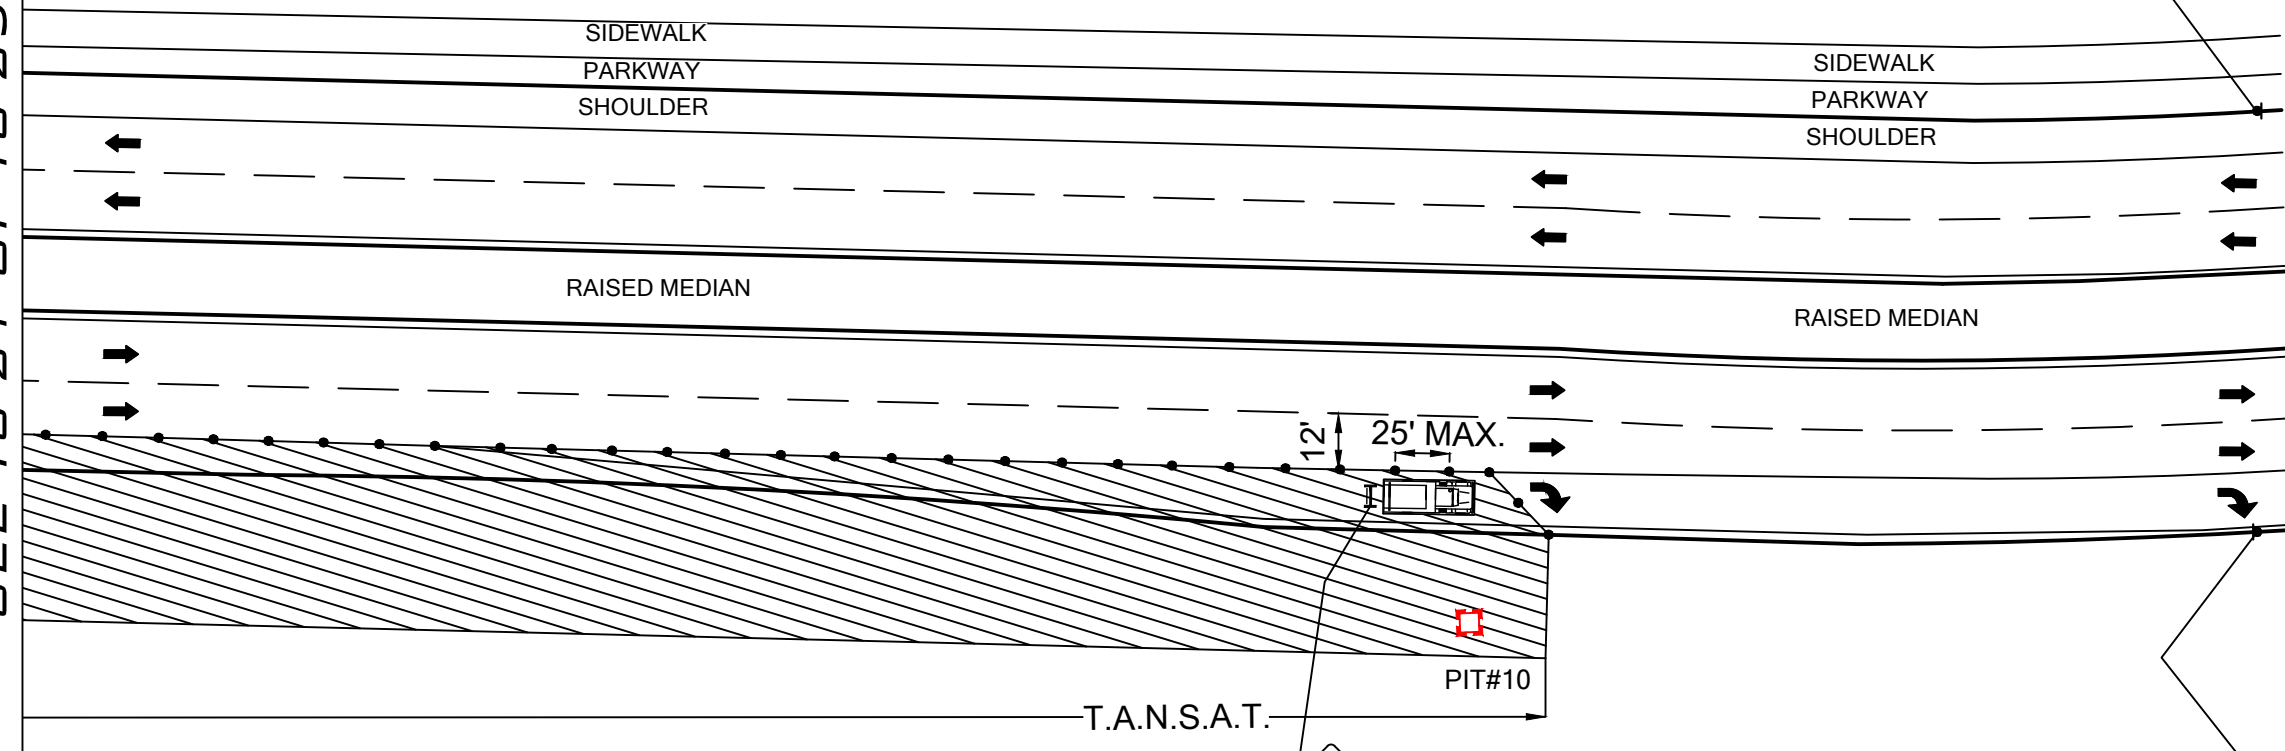 SIDEWALK
PARKWAY
SHOULDER
SIDEWALK
PARKWAY
SHOULDER
RAISED MEDIAN
RAISED MEDIAN
12'
25' MAX.
PIT#10
T.A.N.S.A.T.